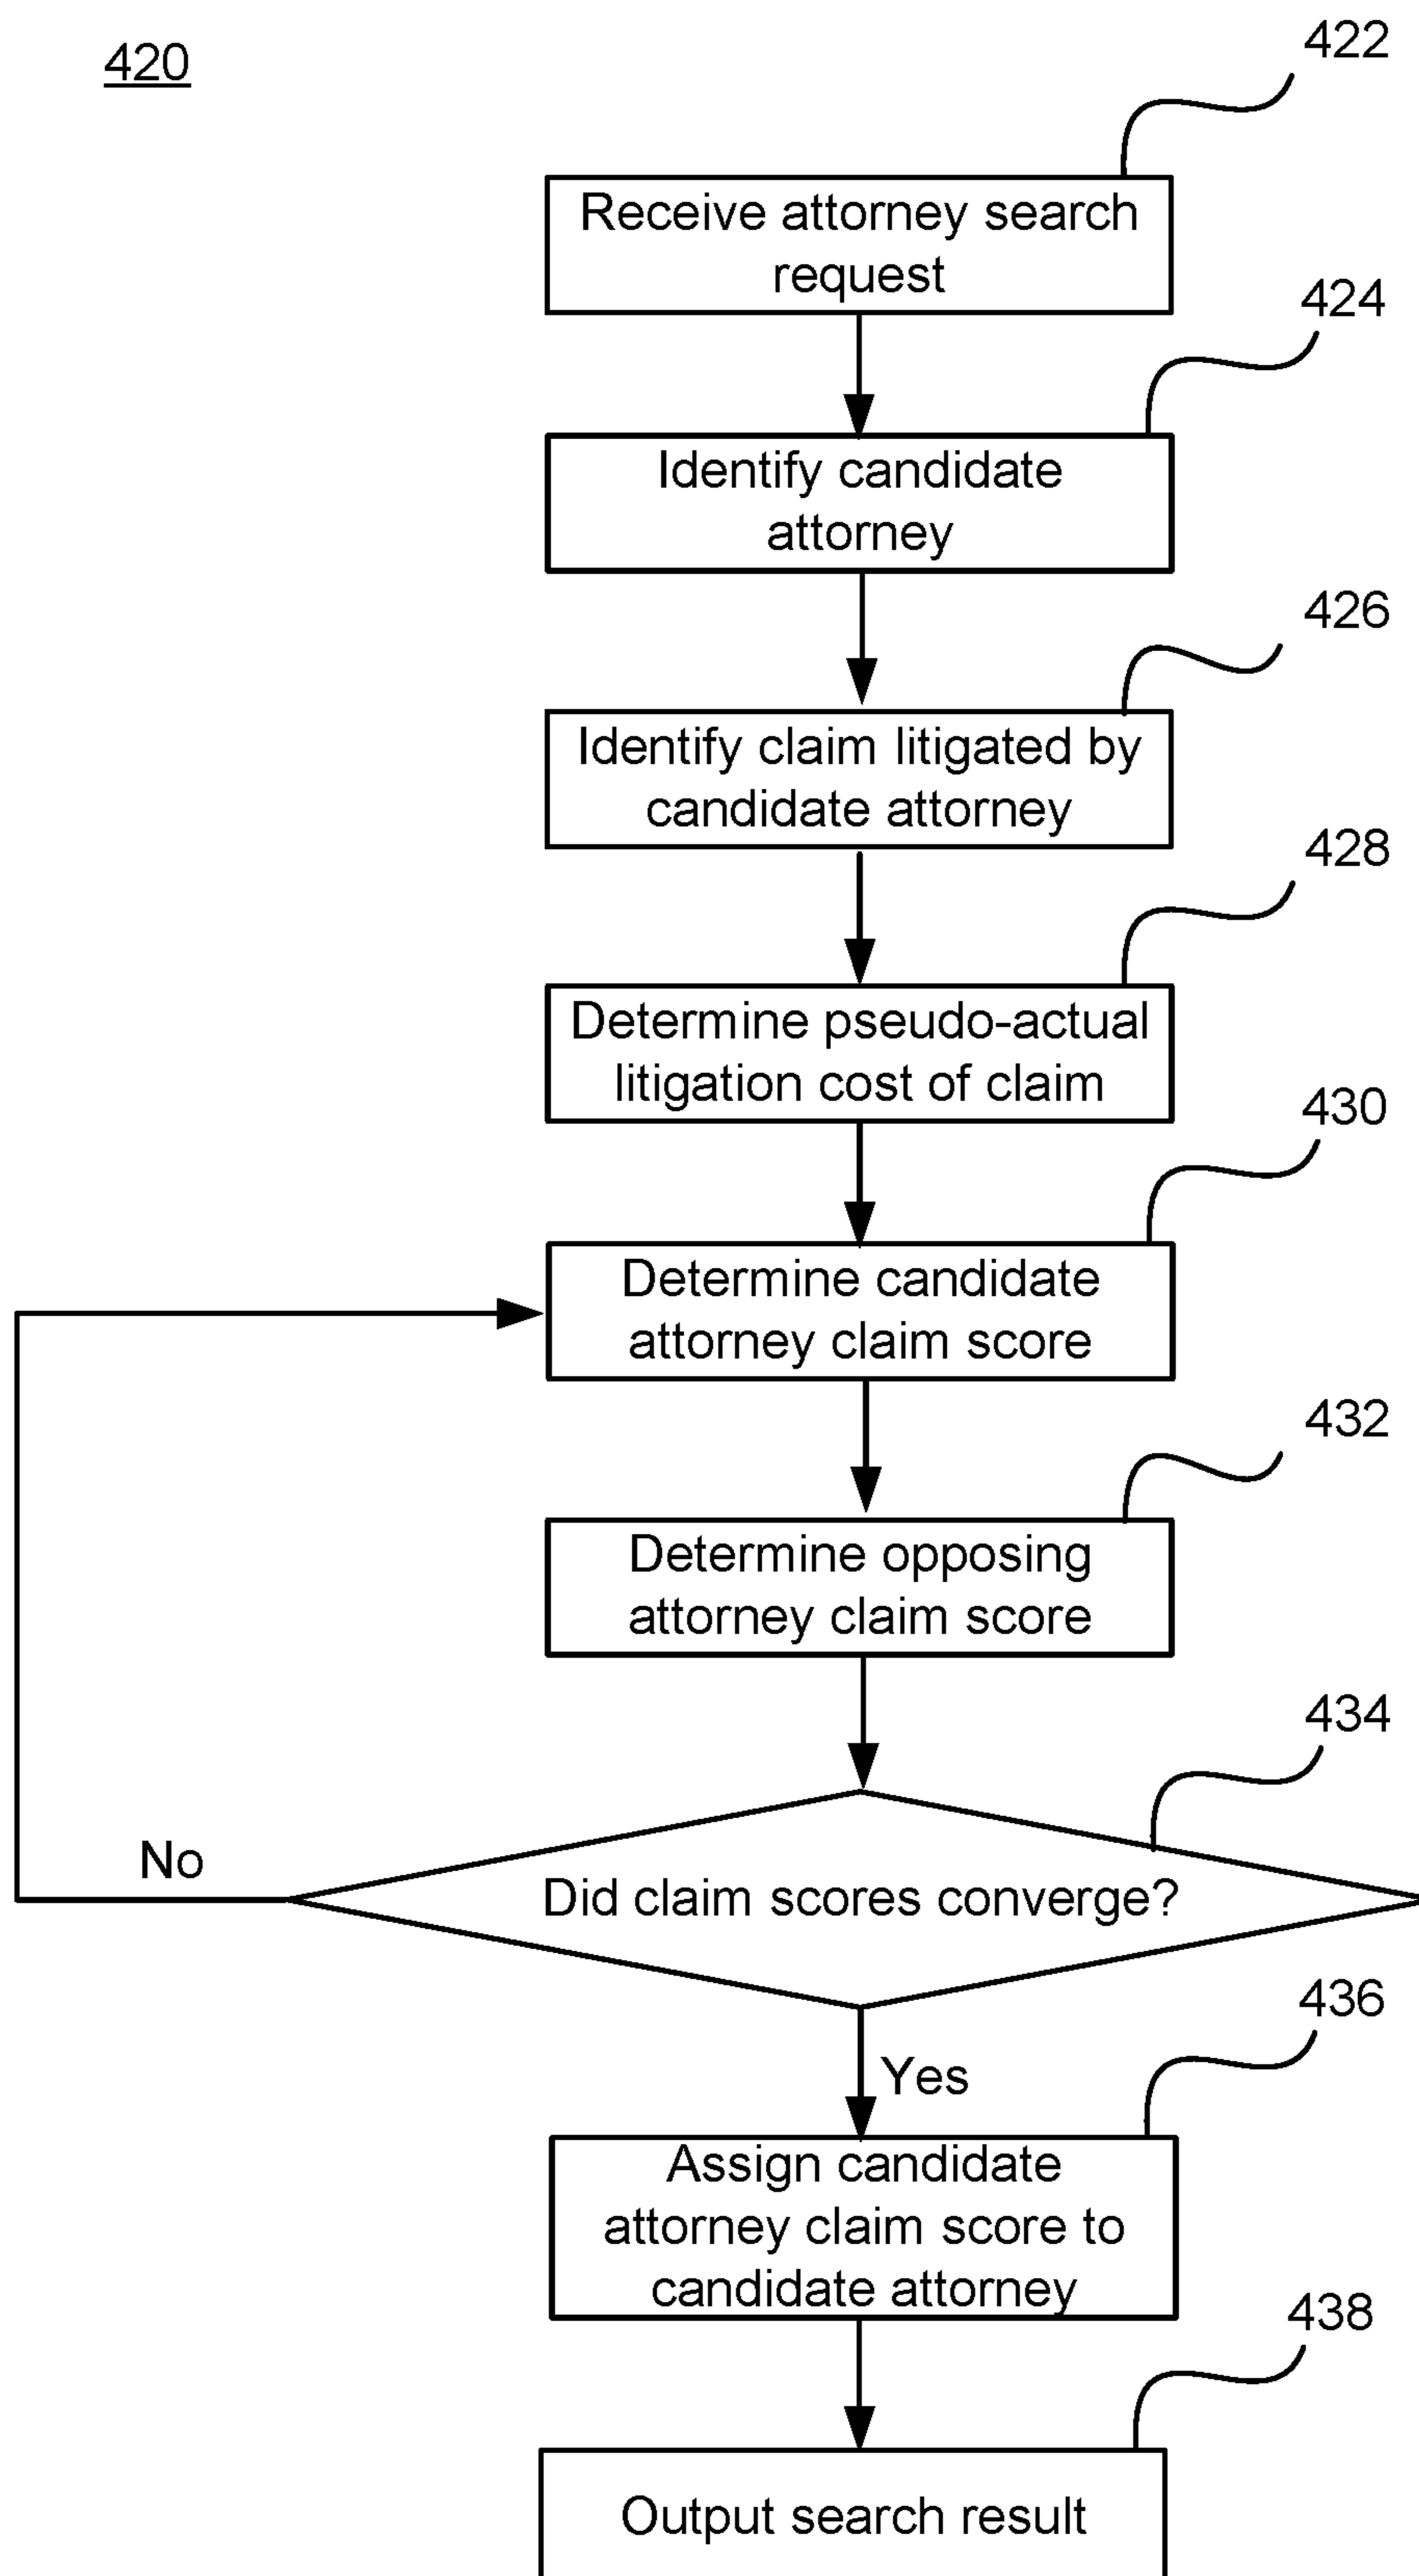 420
422
Receive attorney search
request
424
Identify candidate
attorney
426
Identify claim litigated by
candidate attorney
428
Determine pseudo-actual
litigation cost of claim
430
Determine candidate
attorney claim score
432
Determine opposing
attorney claim score
434
No
Did claim scores converge?
436
Yes
Assign candidate
attorney claim score to
candidate attorney
438
Output search result